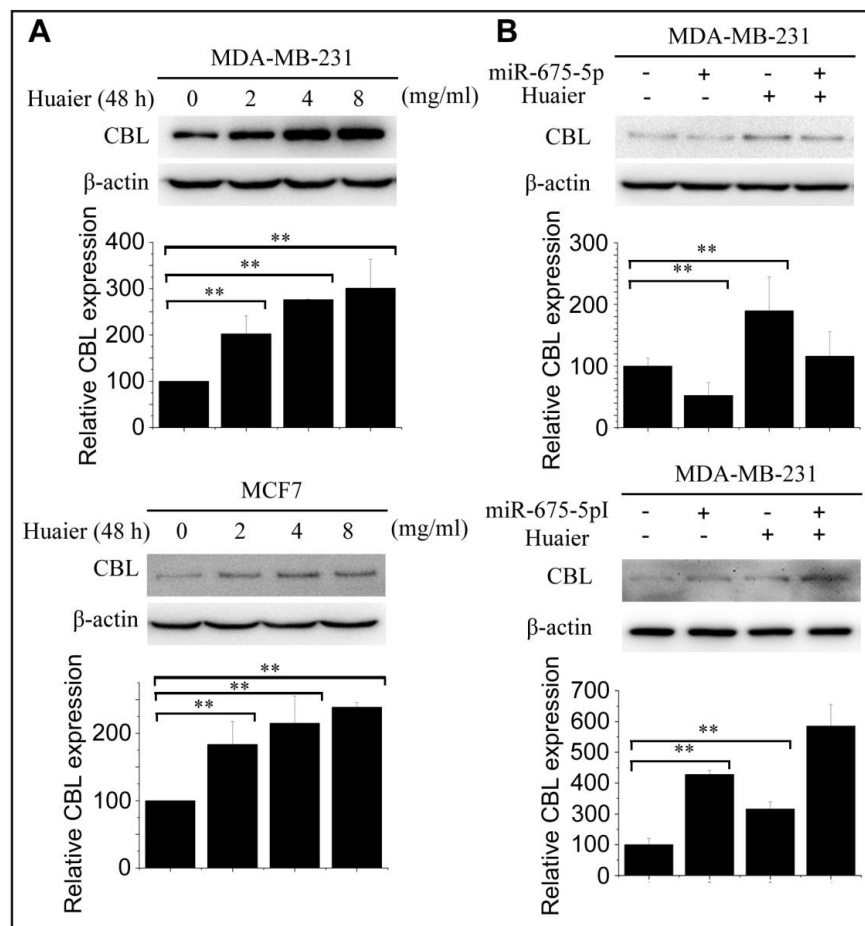 A
MDA-MB-231
Huaier (48 h) 0 2 4 8 (mg/ml)
CBL
β-actin
Relative CBL expression
400
300
200
100
0
**
**
**
MCF7
Huaier (48 h) 0 2 4 8 (mg/ml)
CBL
β-actin
Relative CBL expression
200
100
0
**
**
**
B
MDA-MB-231
miR-675-5p - + - +
Huaier - - + +
CBL
β-actin
Relative CBL expression
300
200
100
0
**
**
MDA-MB-231
miR-675-5pI - + - +
Huaier - - + +
CBL
β-actin
Relative CBL expression
700
600
500
400
300
200
100
0
**
**